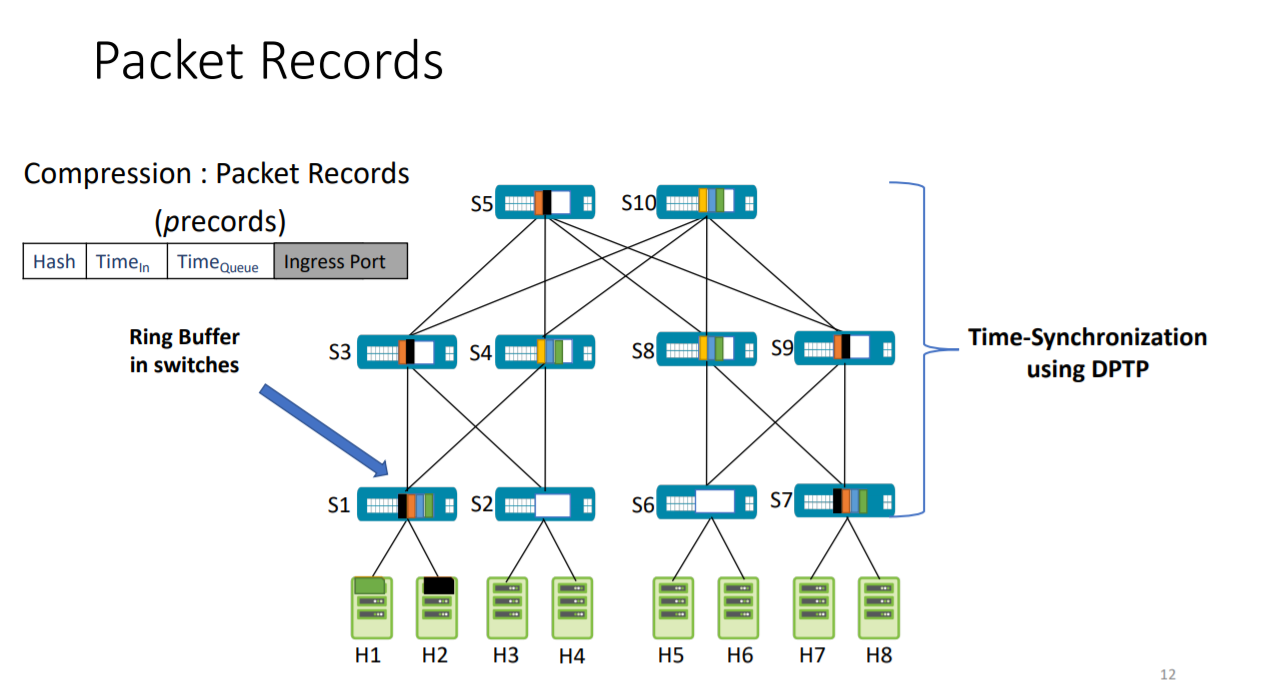 Packet Records
Compression : Packet Records
(precords)
Hash TimeIn TimeQueue Ingress Port
Ring Buffer
in switches
S5 S10
S3 S4 S8 S9
Time-Synchronization
using DPTP
S1 S2 S6 S7
H1 H2 H3 H4 H5 H6 H7 H8
12